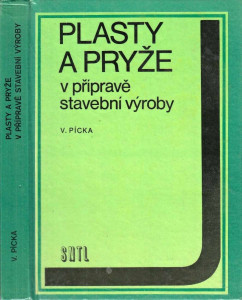 PLASTY A PRYŽE
V PŘÍPRAVĚ STAVEBNÍ VÝROBY
V. PÍCKA
PLASTY
A PRYŽE
v přípravě
stavební výroby
V. PÍCKA
SNTL